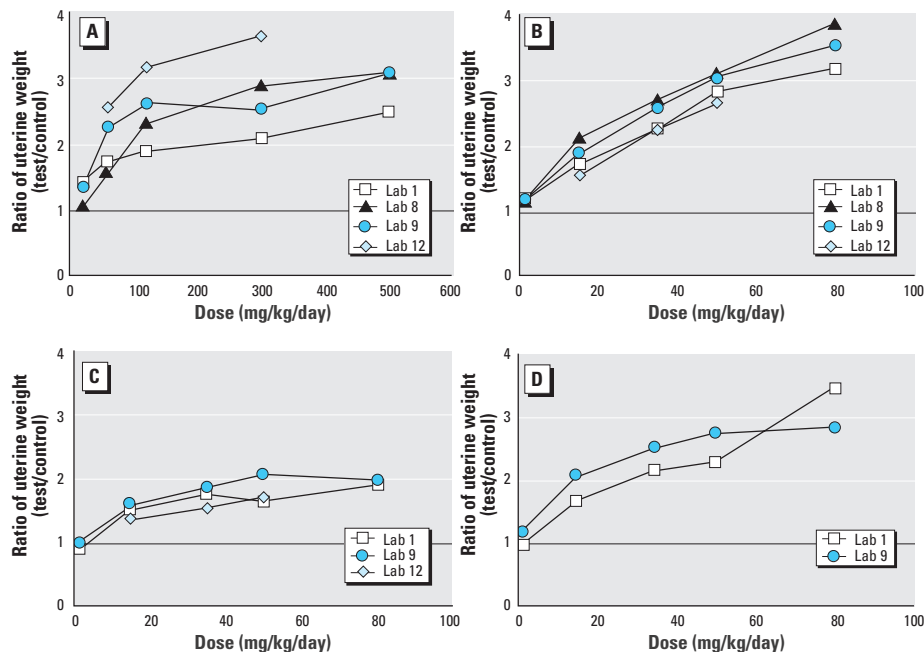 A
Ratio of uterine weight
(test/control)
4
3
2
1
0
0
100
200
300
400
500
600
Dose (mg/kg/day)
Lab 1
Lab 8
Lab 9
Lab 12
B
Ratio of uterine weight
(test/control)
4
3
2
1
0
0
20
40
60
80
100
Dose (mg/kg/day)
Lab 1
Lab 8
Lab 9
Lab 12
C
Ratio of uterine weight
(test/control)
4
3
2
1
0
0
20
40
60
80
100
Dose (mg/kg/day)
Lab 1
Lab 9
Lab 12
D
Ratio of uterine weight
(test/control)
4
3
2
1
0
0
20
40
60
80
100
Dose (mg/kg/day)
Lab 1
Lab 9